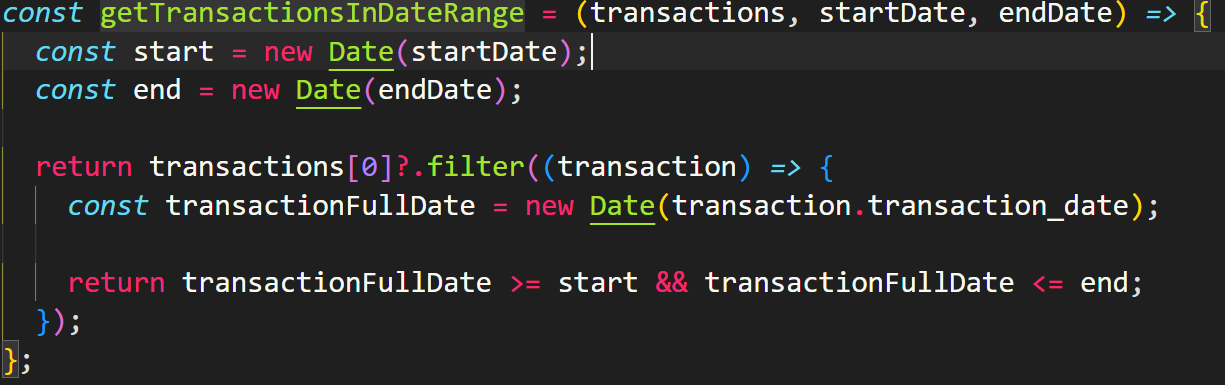 const getTransactionsInDateRange = (transactions, startDate, endDate) => {
  const start = new Date(startDate);
  const end = new Date(endDate);
  return transactions[0]?.filter((transaction) => {
    const transactionFullDate = new Date(transaction.transaction_date);
    return transactionFullDate >= start && transactionFullDate <= end;
  });
};